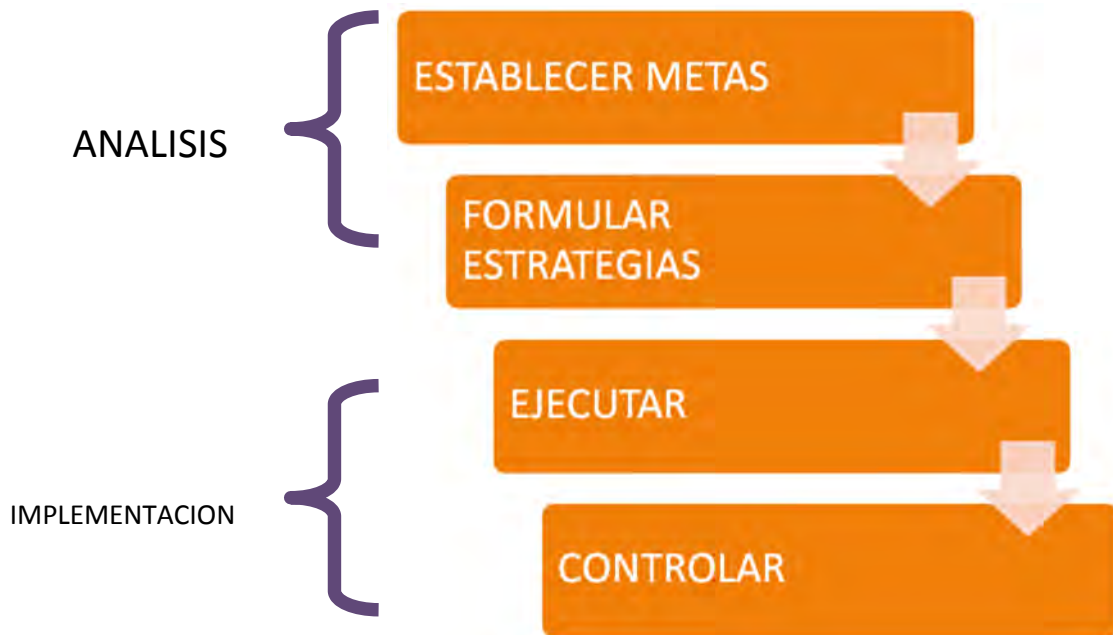 ESTABLECER METAS
ANALISIS
FORMULAR
ESTRATEGIAS
EJECUTAR
IMPLEMENTACION
CONTROLAR